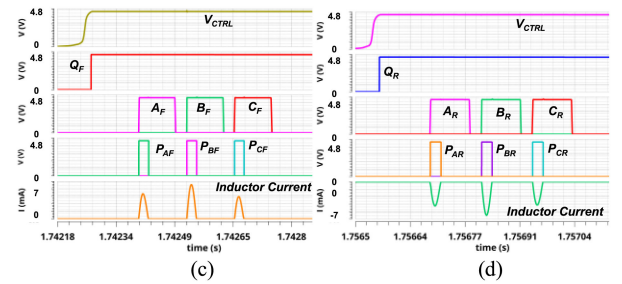 4.8
0
V (V)
V_CTRL
4.8
0
V (V)
Q_F
4.8
0
V (V)
A_F B_F C_F
4.8
0
V (V)
P_AF P_BF P_CF
7
0
I (mA)
Inductor Current
1.74218 1.74234 1.74249 1.74265 1.7428
time (s)
(c)
4.8
0
V (V)
V_CTRL
4.8
0
V (V)
Q_R
4.8
0
V (V)
A_R B_R C_R
4.8
0
V (V)
P_AR P_BR P_CR
0
-7
I (mA)
Inductor Current
1.7565 1.75664 1.75677 1.75691 1.75704
time (s)
(d)